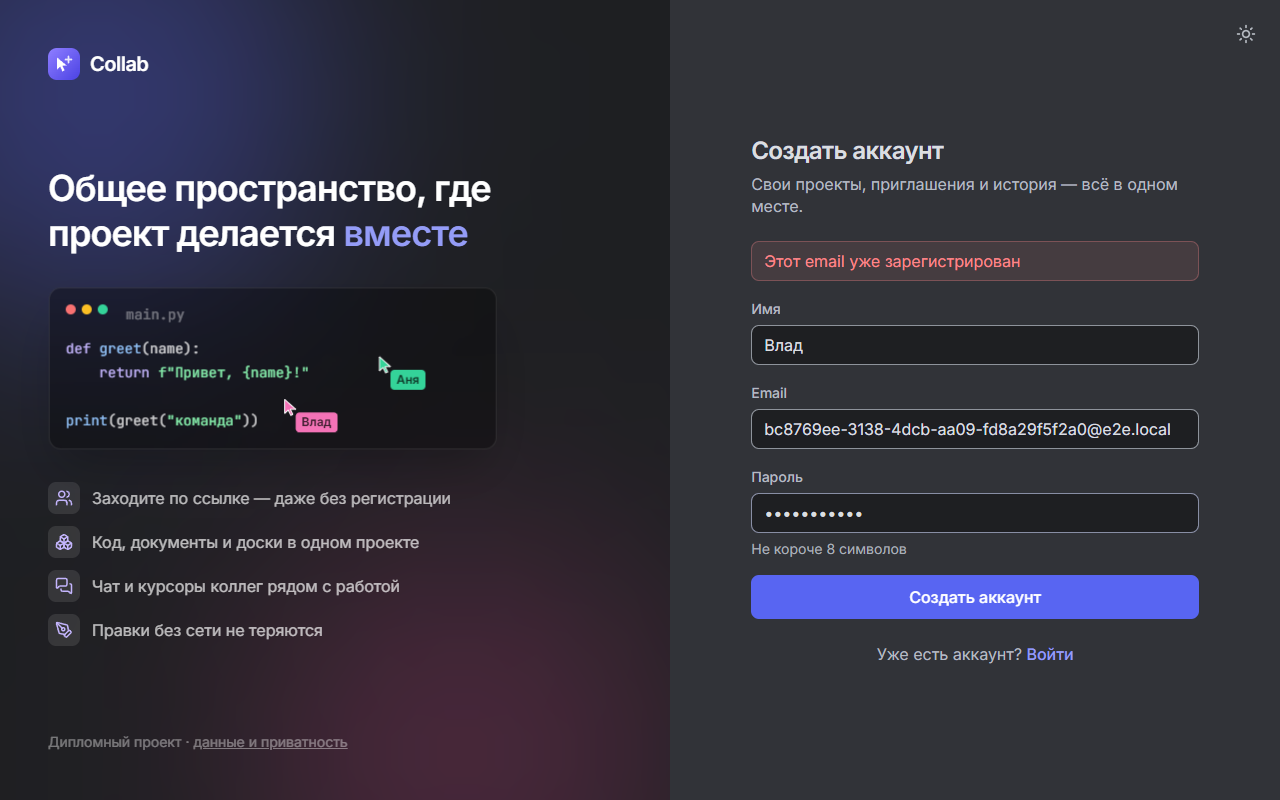 Collab
Общее пространство, где
проект делается вместе
main.py
def greet(name):
    return f"Привет, {name}!"
Аня
print(greet("команда"))
Влад
Заходите по ссылке — даже без регистрации
Код, документы и доски в одном проекте
Чат и курсоры коллег рядом с работой
Правки без сети не теряются
Дипломный проект · данные и приватность
Создать аккаунт
Свои проекты, приглашения и история — всё в одном
месте.
Этот email уже зарегистрирован
Имя
Влад
Email
bc8769ee-3138-4dcb-aa09-fd8a29f5f2a0@e2e.local
Пароль
•••••••••••
Не короче 8 символов
Создать аккаунт
Уже есть аккаунт? Войти